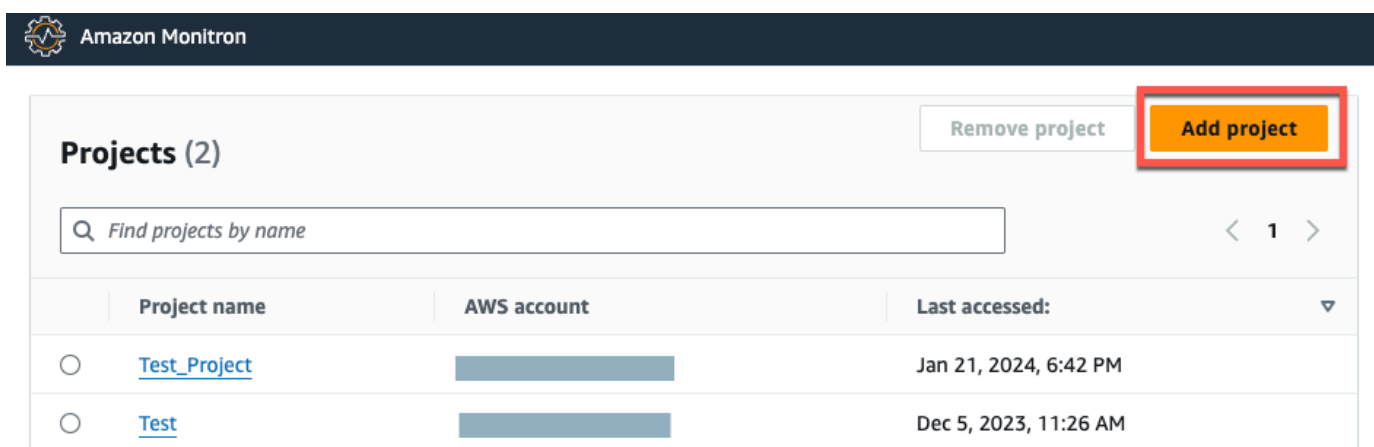 Amazon Monitron
Remove project
Add project
Projects (2)
Find projects by name
1
Project name AWS account Last accessed:
Test_Project Jan 21, 2024, 6:42 PM
Test Dec 5, 2023, 11:26 AM